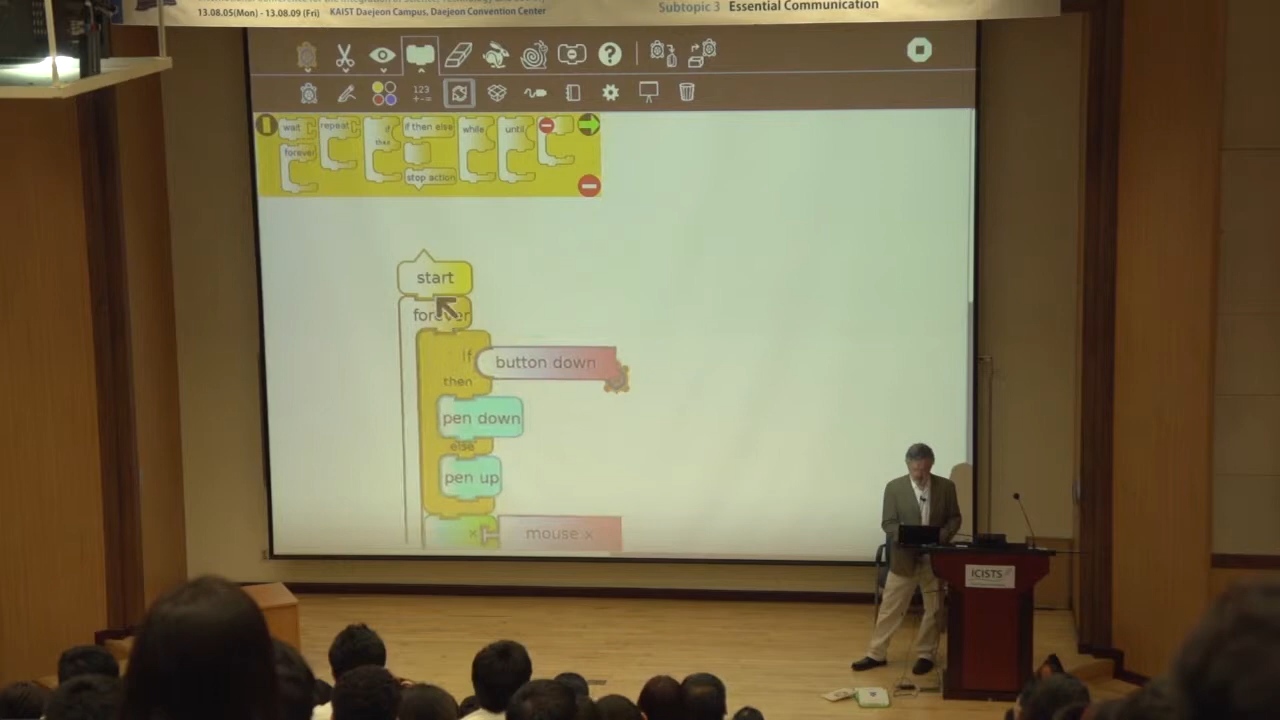 13.08.05(Mon) - 13.08.09 (Fri) KAIST Daejeon Campus, Daejeon Convention Center
Subtopic 3 Essential Communication
123
+-=
?
wait
repeat
if
then
if then else
while
until
forever
stop action
start
forever
if
button down
then
pen down
else
pen up
x
mouse x
ICISTS